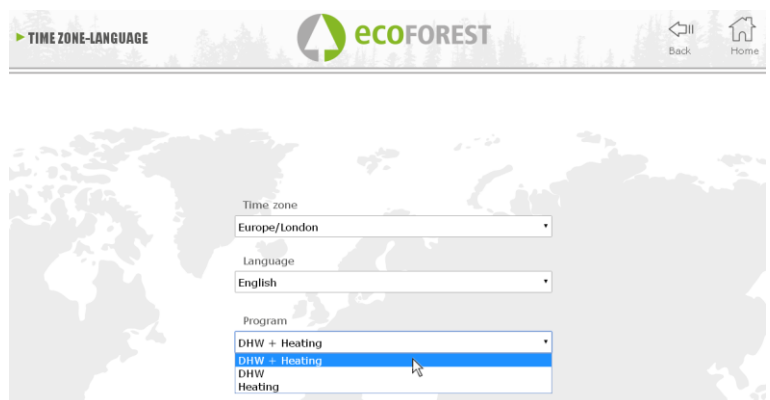 TIME ZONE-LANGUAGE
ecoFOREST
Back
Home
Time zone
Europe/London
Language
English
Program
DHW + Heating
DHW + Heating
DHW
Heating